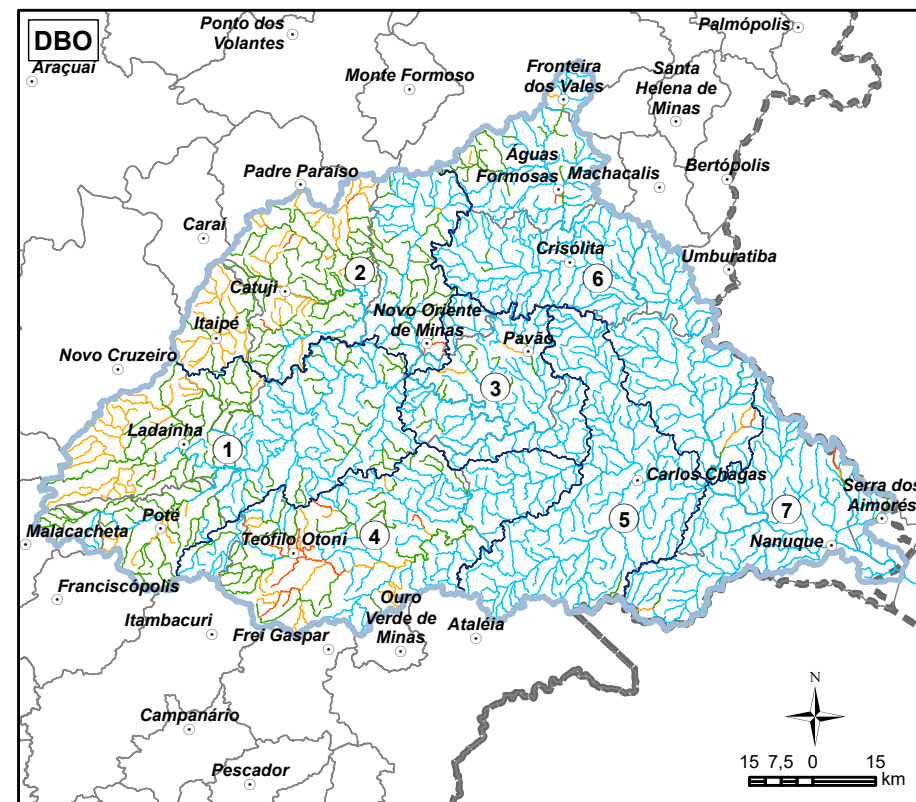 DBO
Ponto dos
Volantes
Palmópolis
Araçuaí
Monte Formoso
Fronteira
dos Vales
Santa
Helena de
Minas
Padre Paraíso
Águas
Formosas
Machacalis
Bertópolis
Caraí
Crisólita
Umburatiba
2
6
Catuji
Itaipé
Novo Oriente
de Minas
Pavão
Novo Cruzeiro
3
Ladainha
1
Carlos Chagas
Serra dos
Aimorés
Malacacheta
Poté
Teófilo Otoni
4
5
7
Nanuque
Franciscópolis
Itambacuri
Frei Gaspar
Ouro
Verde de
Minas
Ataléia
Campanário
Pescador
N
15 7,5 0 15
km